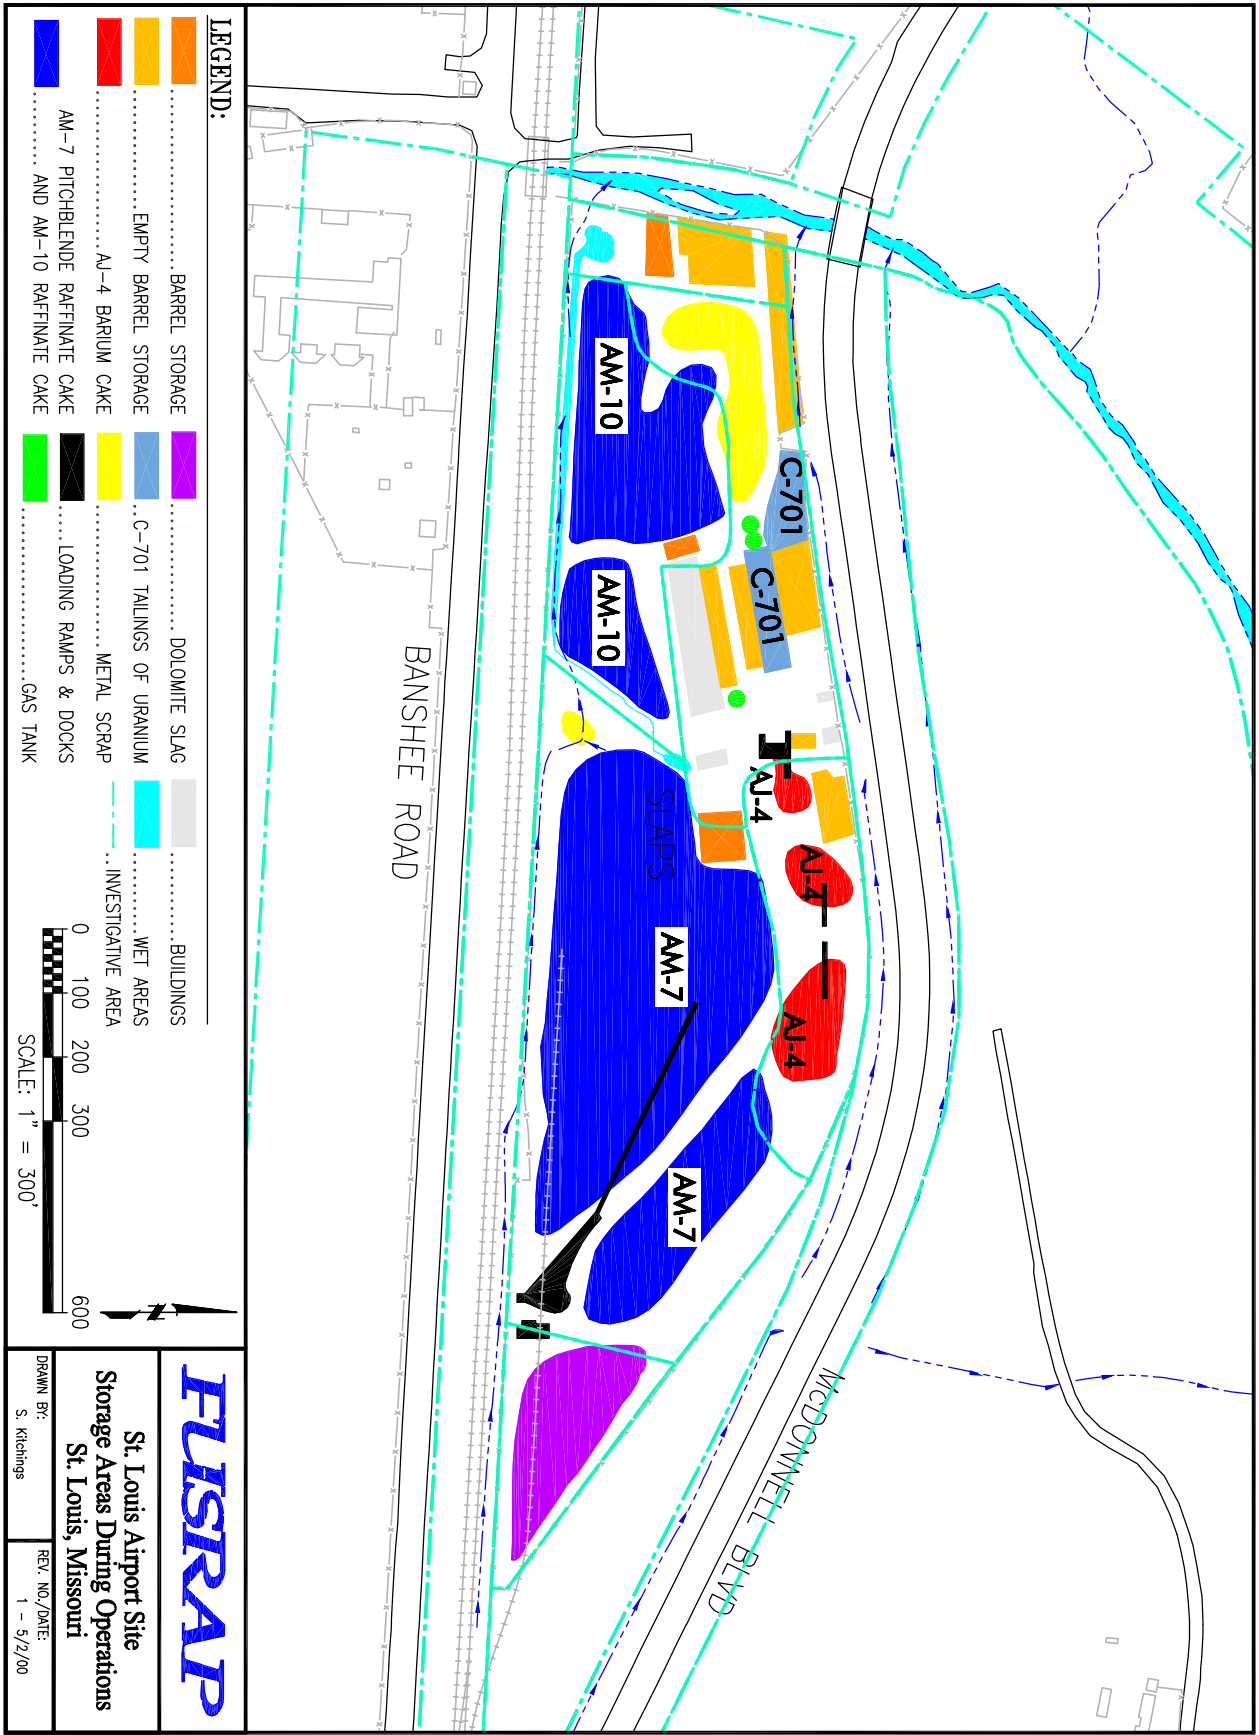 AM-10
AM-10
AM-7
AM-7
C-701
C-701
AJ-4
AJ-4
AJ-4
SLAPS
BANSHEE ROAD
McDONNELL BLVD
LEGEND:
BARREL STORAGE
EMPTY BARREL STORAGE
AJ-4 BARIUM CAKE
AM-7 PITCHBLENDE RAFFINATE CAKE
AND AM-10 RAFFINATE CAKE
DOLOMITE SLAG
C-701 TAILINGS OF URANIUM
METAL SCRAP
LOADING RAMPS & DOCKS
GAS TANK
BUILDINGS
WET AREAS
INVESTIGATIVE AREA
0 100 200 300 600
SCALE: 1" = 300'
N
FUSRAP
St. Louis Airport Site
Storage Areas During Operations
St. Louis, Missouri
DRAWN BY:
S. Kitchings
REV. NO./DATE:
1 - 5/2/00